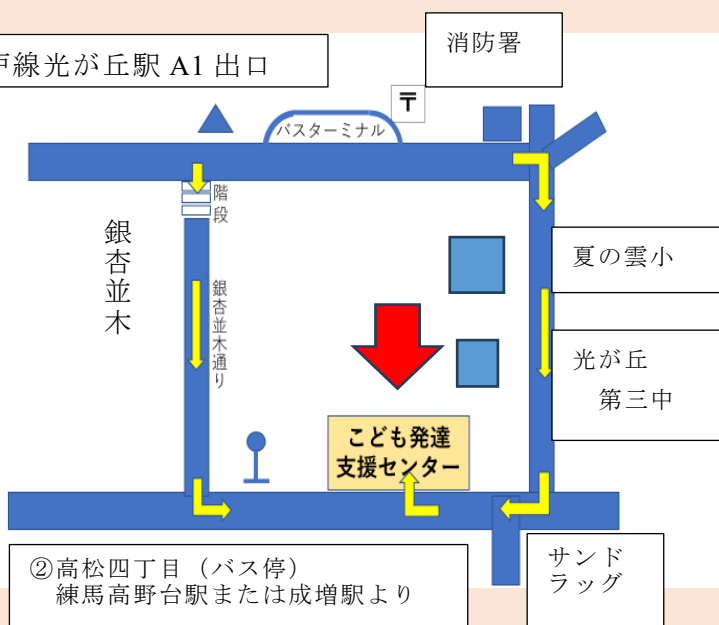 戸線光が丘駅 A1 出口
消防署
〒
バスターミナル
階段
銀杏並木
銀杏並木通り
夏の雲小
光が丘
第三中
こども発達
支援センター
②高松四丁目（バス停）
練馬高野台駅または成増駅より
サンド
ラッグ